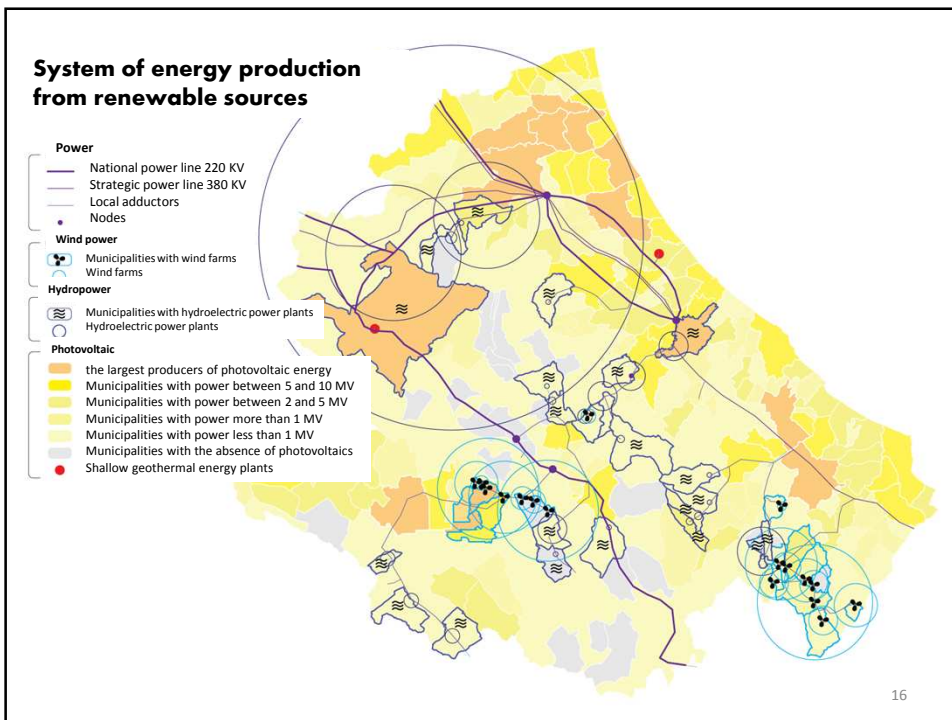 System of energy production
from renewable sources
Power
National power line 220 KV
Strategic power line 380 KV
Local adductors
Nodes
Wind power
Municipalities with wind farms
Wind farms
Hydropower
Municipalities with hydroelectric power plants
Hydroelectric power plants
Photovoltaic
the largest producers of photovoltaic energy
Municipalities with power between 5 and 10 MV
Municipalities with power between 2 and 5 MV
Municipalities with power more than 1 MV
Municipalities with power less than 1 MV
Municipalities with the absence of photovoltaics
Shallow geothermal energy plants
16